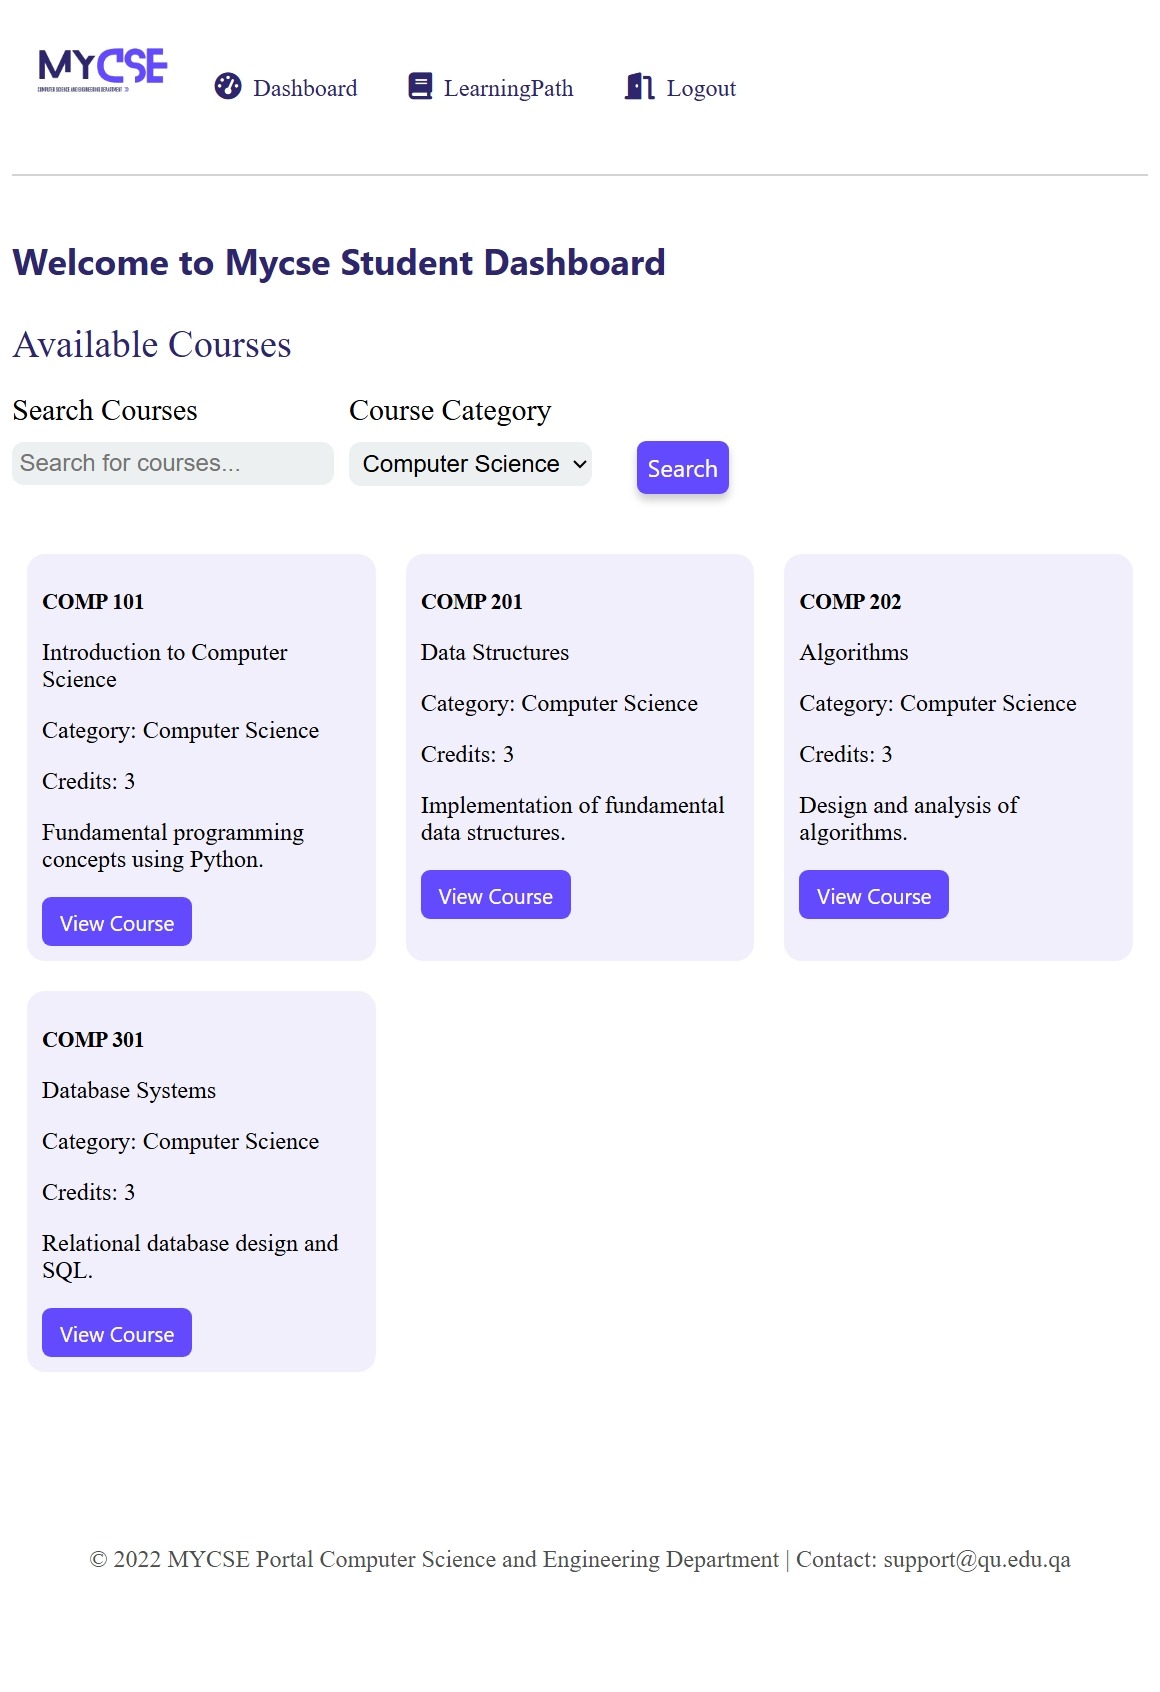 MYCSE
COMPUTER SCIENCE AND ENGINEERING DEPARTMENT
Dashboard
LearningPath
Logout
Welcome to Mycse Student Dashboard
Available Courses
Search Courses
Course Category
Search for courses...
Computer Science
Search
COMP 101
Introduction to Computer
Science
Category: Computer Science
Credits: 3
Fundamental programming
concepts using Python.
View Course
COMP 201
Data Structures
Category: Computer Science
Credits: 3
Implementation of fundamental
data structures.
View Course
COMP 202
Algorithms
Category: Computer Science
Credits: 3
Design and analysis of
algorithms.
View Course
COMP 301
Database Systems
Category: Computer Science
Credits: 3
Relational database design and
SQL.
View Course
© 2022 MYCSE Portal Computer Science and Engineering Department | Contact: support@qu.edu.qa